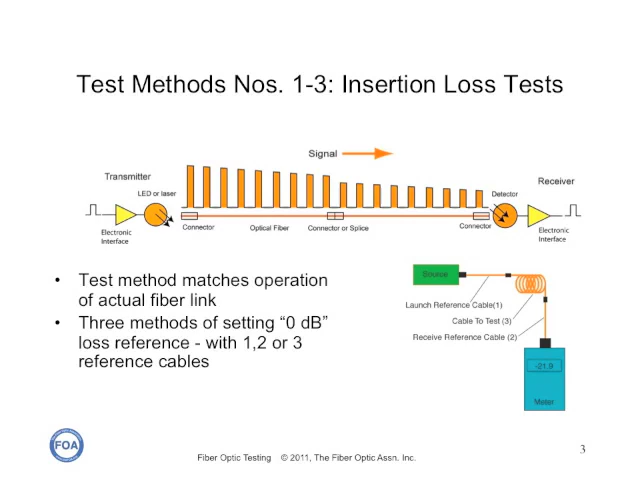 Test Methods Nos. 1-3: Insertion Loss Tests
Signal
Transmitter
Receiver
LED or laser
Detector
Connector
Optical Fiber
Connector or Splice
Connector
Electronic
Interface
Electronic
Interface
• Test method matches operation
of actual fiber link
• Three methods of setting “0 dB”
loss reference - with 1,2 or 3
reference cables
Source
Launch Reference Cable(1)
Cable To Test (3)
Receive Reference Cable (2)
-21.9
Meter
FOA
Fiber Optic Testing © 2011, The Fiber Optic Assn. Inc.
3